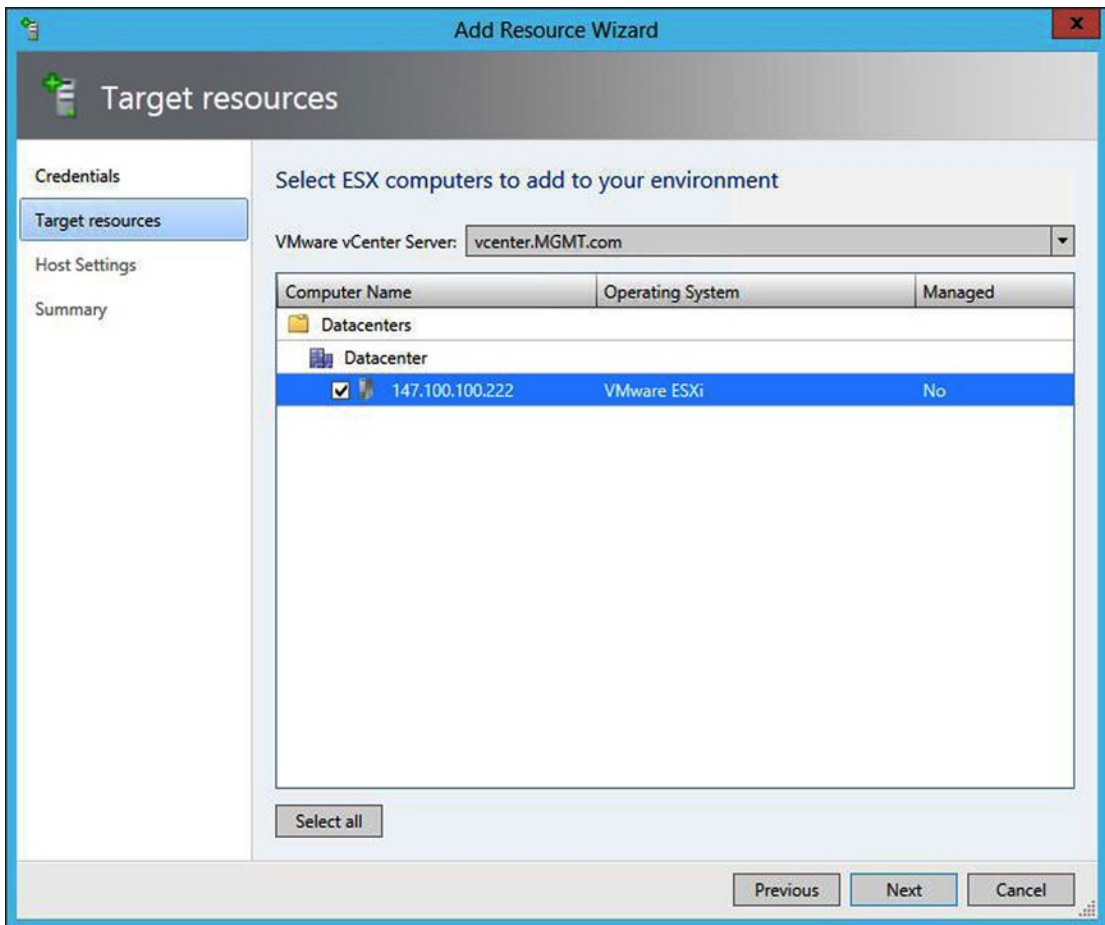 Add Resource Wizard
x
Target resources
Credentials
Target resources
Host Settings
Summary
Select ESX computers to add to your environment
VMware vCenter Server: vcenter.MGMT.com
Computer Name Operating System Managed
Datacenters
Datacenter
147.100.100.222 VMware ESXi No
Select all
Previous Next Cancel